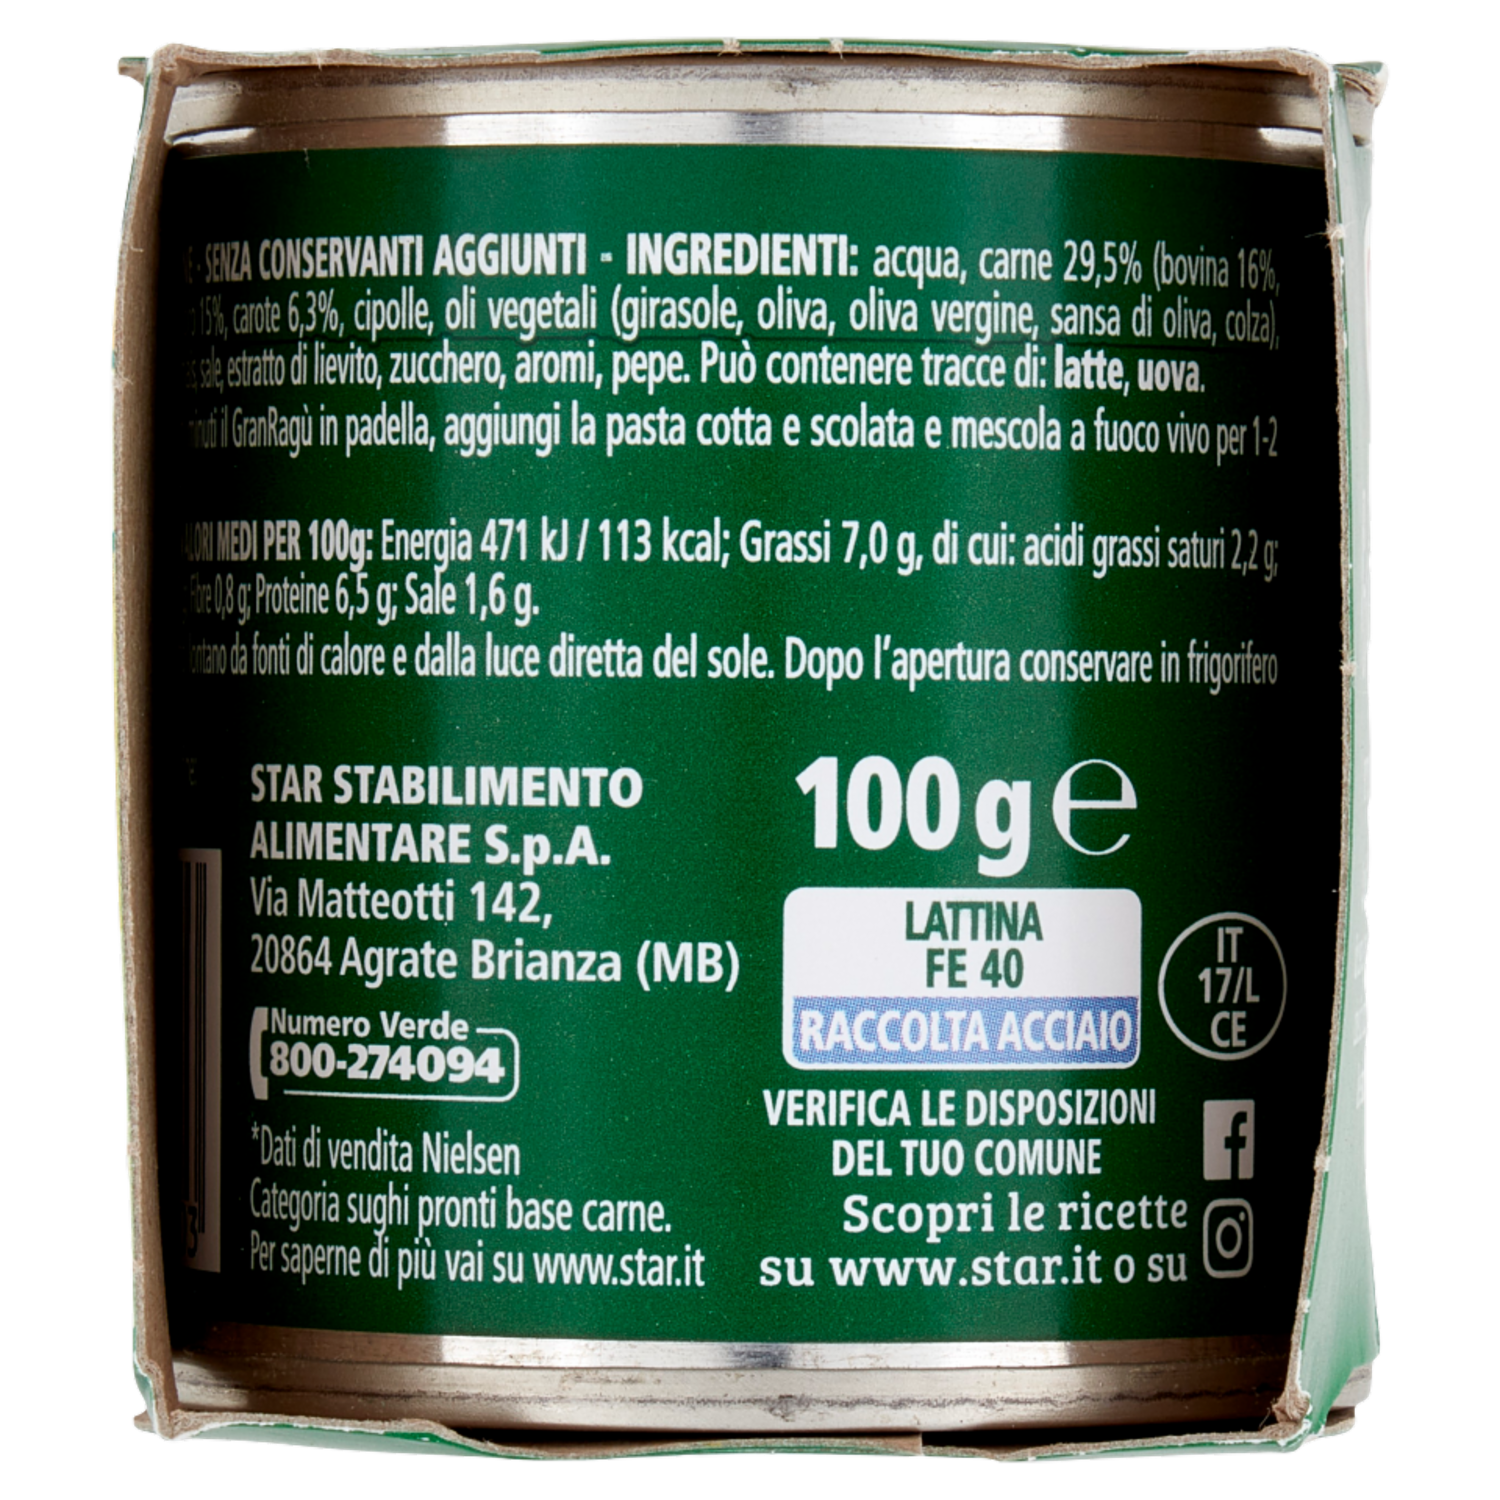 - SENZA CONSERVANTI AGGIUNTI - INGREDIENTI: acqua, carne 29,5% (bovina 16%,
15%, carote 6,3%, cipolle, oli vegetali (girasole, oliva, oliva vergine, sansa di oliva, colza),
sale, estratto di lievito, zucchero, aromi, pepe. Può contenere tracce di: latte, uova.
il GranRagù in padella, aggiungi la pasta cotta e scolata e mescola a fuoco vivo per 1-2
MEDI PER 100g: Energia 471 kJ / 113 kcal; Grassi 7,0 g, di cui: acidi grassi saturi 2,2 g;
Fibre 0,8 g; Proteine 6,5 g; Sale 1,6 g.
da fonti di calore e dalla luce diretta del sole. Dopo l'apertura conservare in frigorifero
STAR STABILIMENTO
ALIMENTARE S.p.A.
Via Matteotti 142,
20864 Agrate Brianza (MB)
Numero Verde
800-274094
*Dati di vendita Nielsen
Categoria sughi pronti base carne.
Per saperne di più vai su www.star.it
100 g ℮
LATTINA
FE 40
RACCOLTA ACCIAIO
IT
17/L
CE
VERIFICA LE DISPOSIZIONI
DEL TUO COMUNE
Scopri le ricette
su www.star.it o su
3